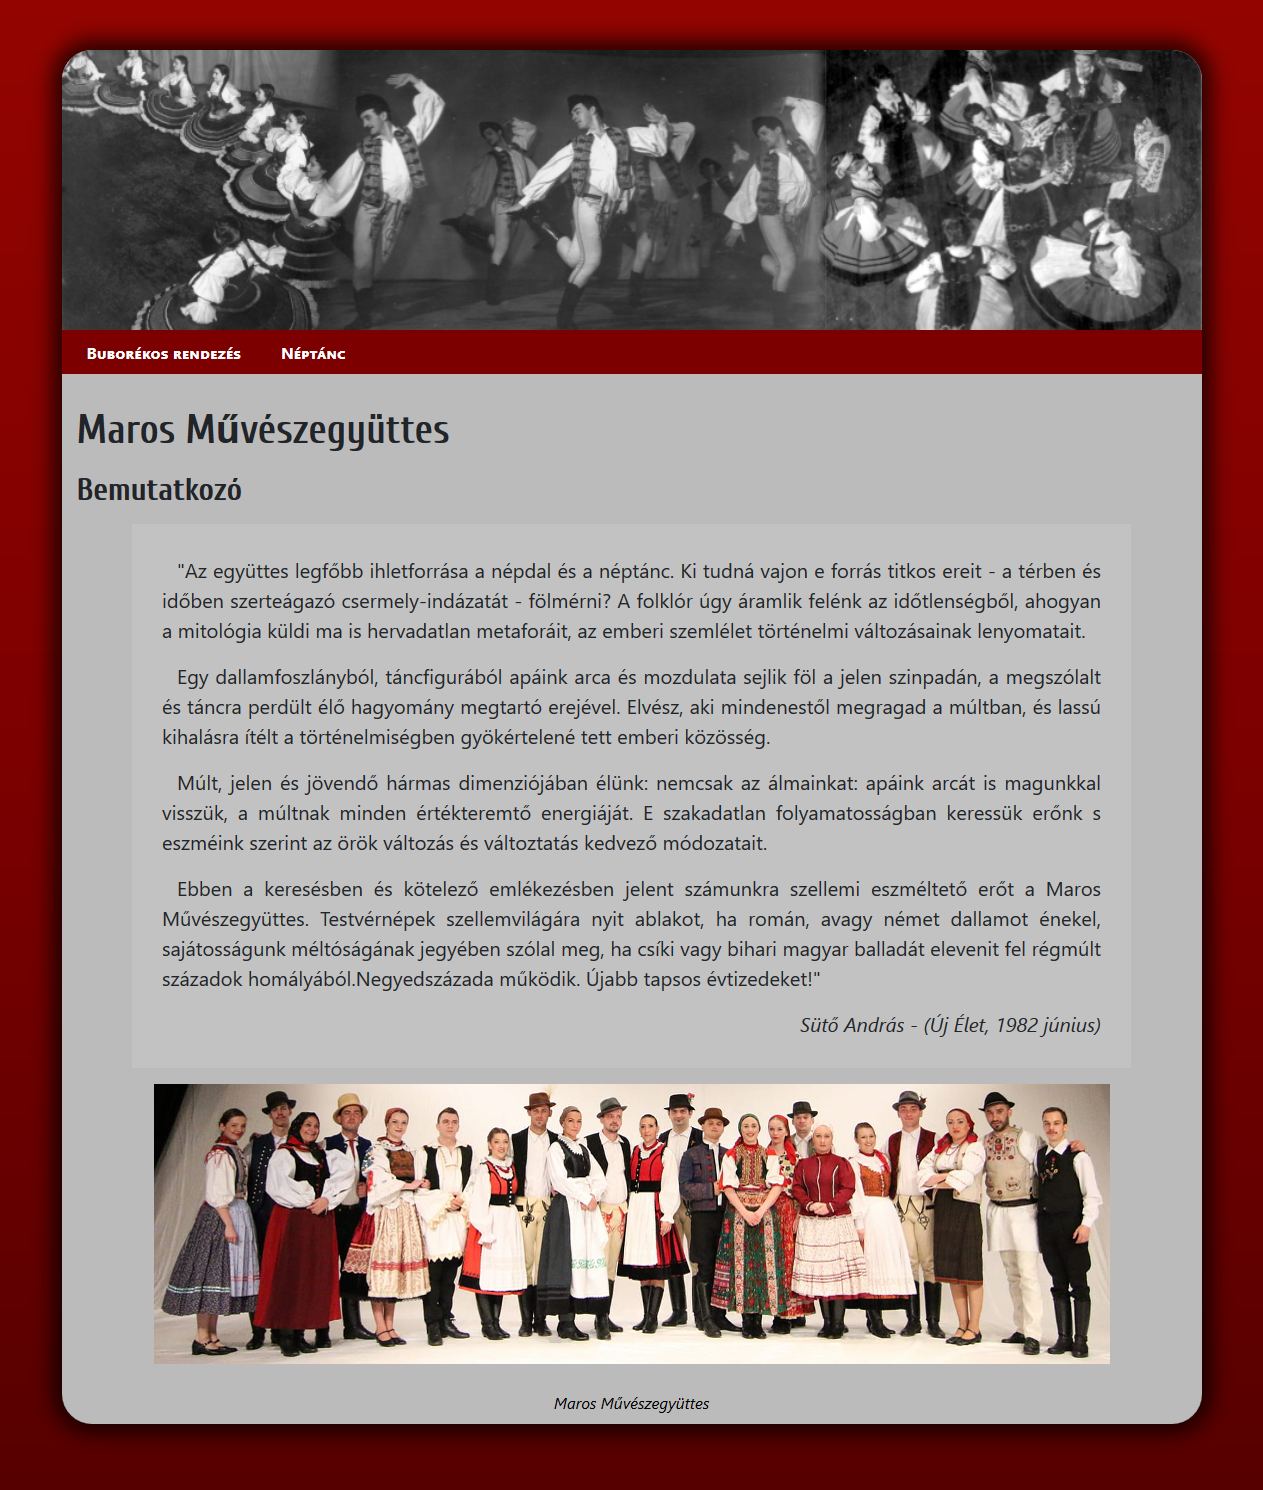 Buborékos rendezés Néptánc
Maros Művészegyüttes
Bemutatkozó
"Az együttes legfőbb ihletforrása a népdal és a néptánc. Ki tudná vajon e forrás titkos ereit - a térben és
időben szerteágazó csermely-indázatát - fölmérni? A folklór úgy áramlik felénk az időtlenségből, ahogyan
a mitológia küldi ma is hervadatlan metaforáit, az emberi szemlélet történelmi változásainak lenyomatait.
Egy dallamfoszlányból, táncfigurából apáink arca és mozdulata sejlik föl a jelen szinpadán, a megszólalt
és táncra perdült élő hagyomány megtartó erejével. Elvész, aki mindenestől megragad a múltban, és lassú
kihalásra ítélt a történelmiségben gyökértelené tett emberi közösség.
Múlt, jelen és jövendő hármas dimenziójában élünk: nemcsak az álmainkat: apáink arcát is magunkkal
visszük, a múltnak minden értékteremtő energiáját. E szakadatlan folyamatosságban keressük erőnk s
eszméink szerint az örök változás és változtatás kedvező módozatait.
Ebben a keresésben és kötelező emlékezésben jelent számunkra szellemi eszméltető erőt a Maros
Művészegyüttes. Testvérnépek szellemvilágára nyit ablakot, ha román, avagy német dallamot énekel,
sajátosságunk méltóságának jegyében szólal meg, ha csíki vagy bihari magyar balladát elevenit fel régmúlt
századok homályából.Negyedszázada működik. Újabb tapsos évtizedeket!"
Sütő András - (Új Élet, 1982 június)
Maros Művészegyüttes